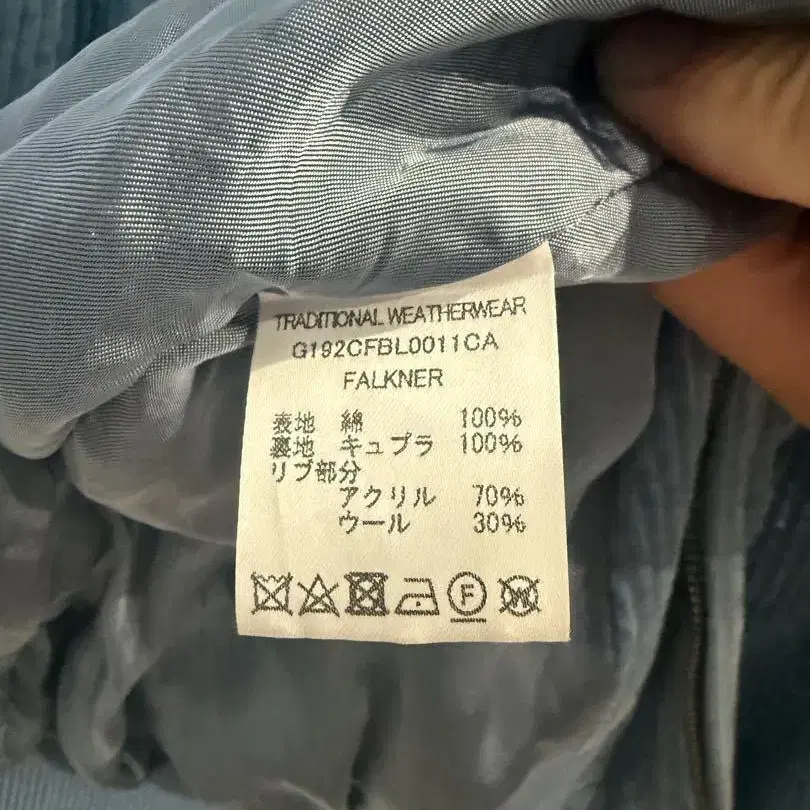 TRADITIONAL WEATHERWEAR
G192CFBL0011CA
FALKNER
表地 綿 100%
裏地 キュプラ 100%
リブ部分
アクリル 70%
ウール 30%
F W